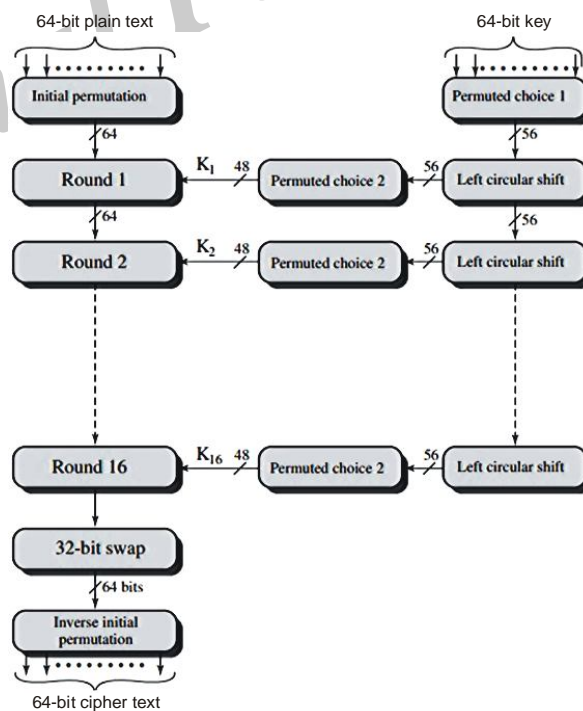 64-bit plain text
64-bit key
Initial permutation
Permuted choice 1
64
56
Round 1
K1
48
Permuted choice 2
56
Left circular shift
64
56
Round 2
K2
48
Permuted choice 2
56
Left circular shift
Round 16
K16
48
Permuted choice 2
56
Left circular shift
32-bit swap
64 bits
Inverse initial
permutation
64-bit cipher text